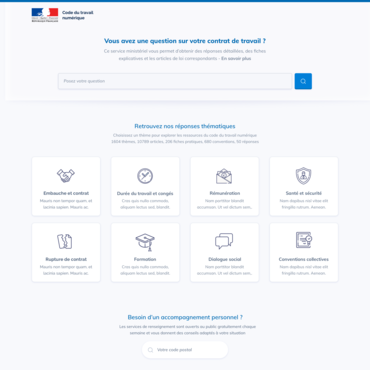 Code du travail
numérique
Vous avez une question sur votre contrat de travail ?
Ce service ministériel vous permet d'obtenir des réponses détaillées, des fiches
explicatives et les articles de loi correspondants - En savoir plus
Posez votre question
Retrouvez nos réponses thématiques
Choisissez un thème pour explorer les ressources du code du travail numérique
conventions, 50 réponses
Embauche et contrat
Mauris non tempor quam, et
lacinia sapien. Mauris ac
Durée du travail et congés
Cras quis nulla commodo,
aliquam lectus sed, blandit
Rémunération
Nam porttitor blandit
accumsan. Ut vel dictum sem,
Santé et sécurité
Nam dapibus nisl vitae elit
fringilla rutrum. Aenean
Rupture de contrat
Mauris non tempor quam, et
lacinia sapien. Mauris ac
Formation
Cras quis nulla commodo,
aliquam lectus sed, blandit
Dialogue social
Nam porttitor blandit
accumsan. Ut vel dictum sem,
Conventions collectives
Nam dapibus nisl vitae elit
fringilla rutrum. Aenean
Besoin d'un accompagnement personnel ?
Les services de renseignement sont ouverts au public gratuitement chaque
semaine et vous donnent des conseils adaptés à votre situation
Votre code postal